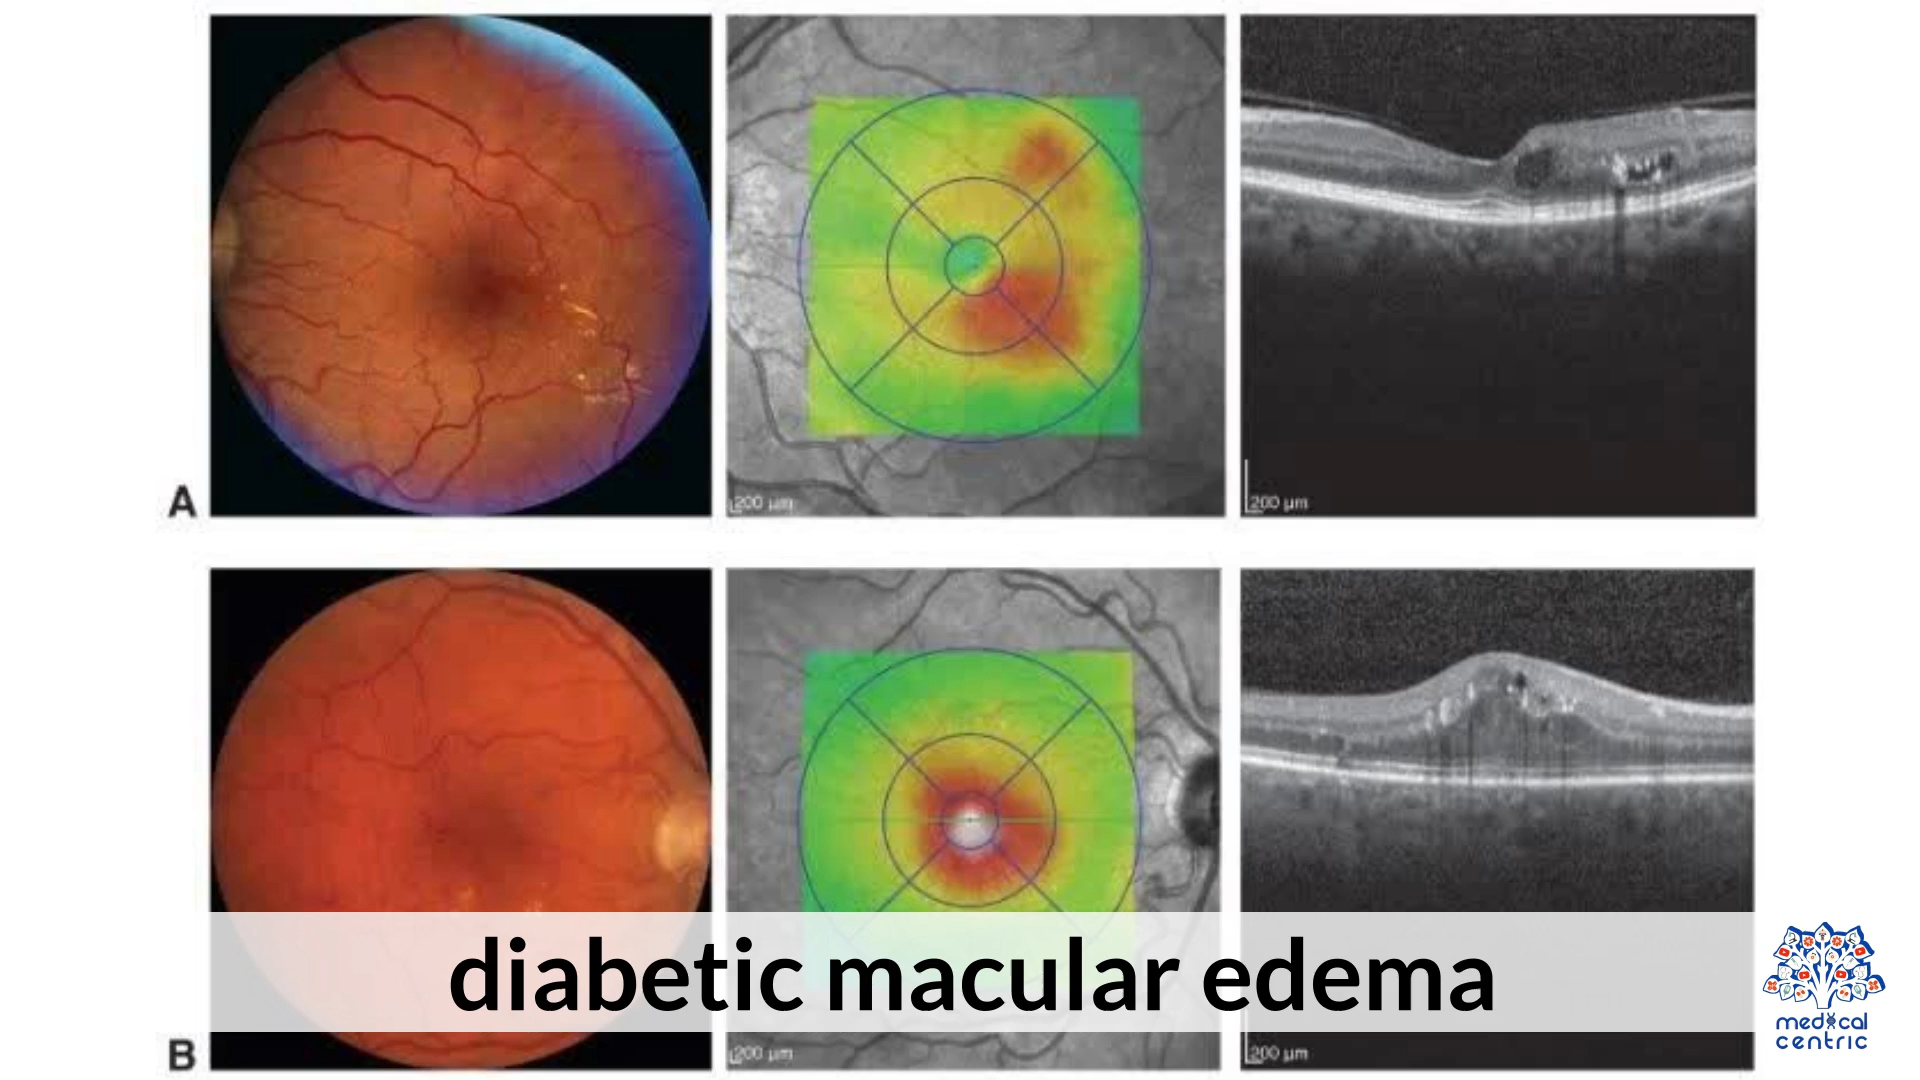 200 µm
200 µm
A
diabetic macular edema
medical
centric
B
200 µm
200 µm